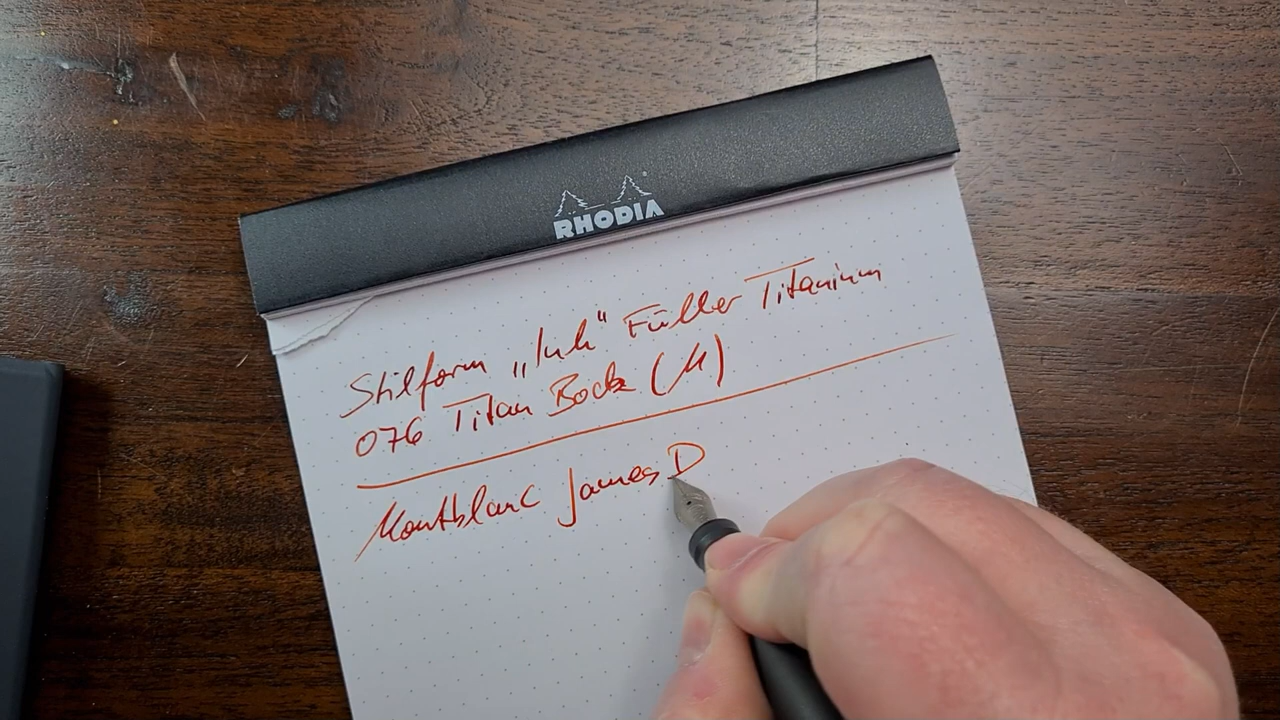 RHODIA
Stilform „Ink“ Füller Titanium
076 Titan Bock (M)
Montblanc James D